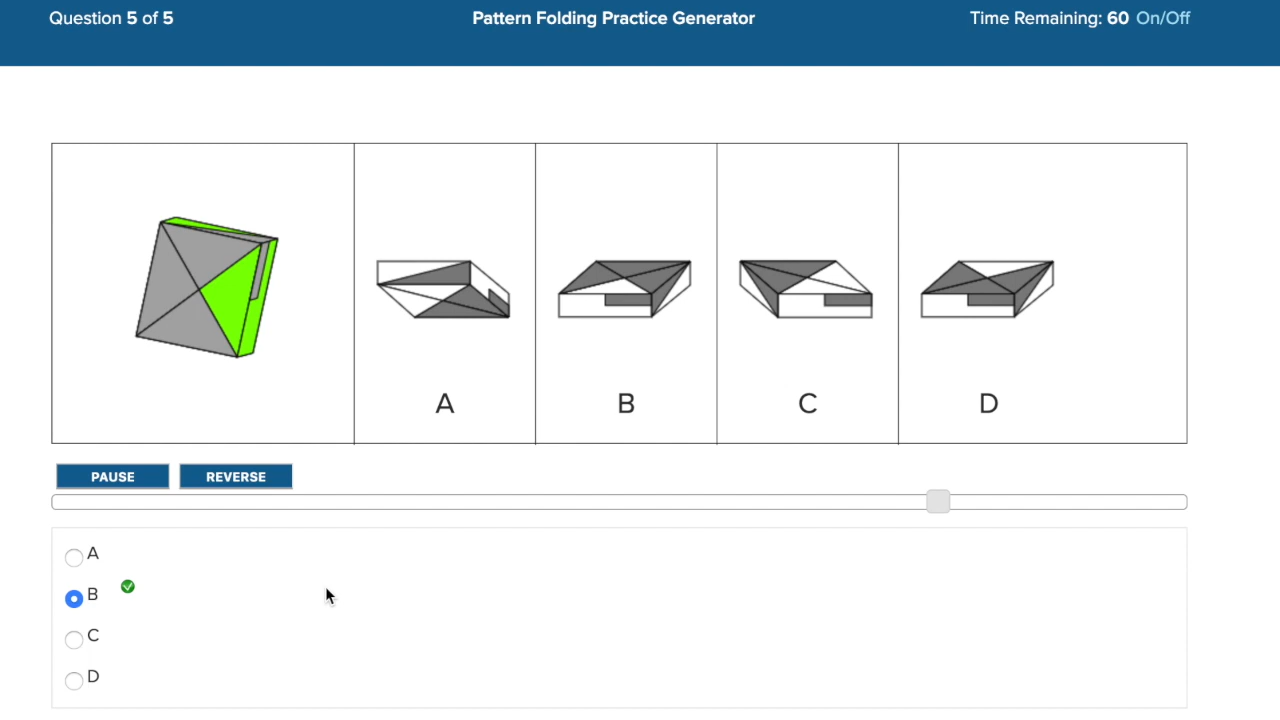 Question 5 of 5
Pattern Folding Practice Generator
Time Remaining: 60 On/Off
A
B
C
D
PAUSE
REVERSE
A
B
C
D